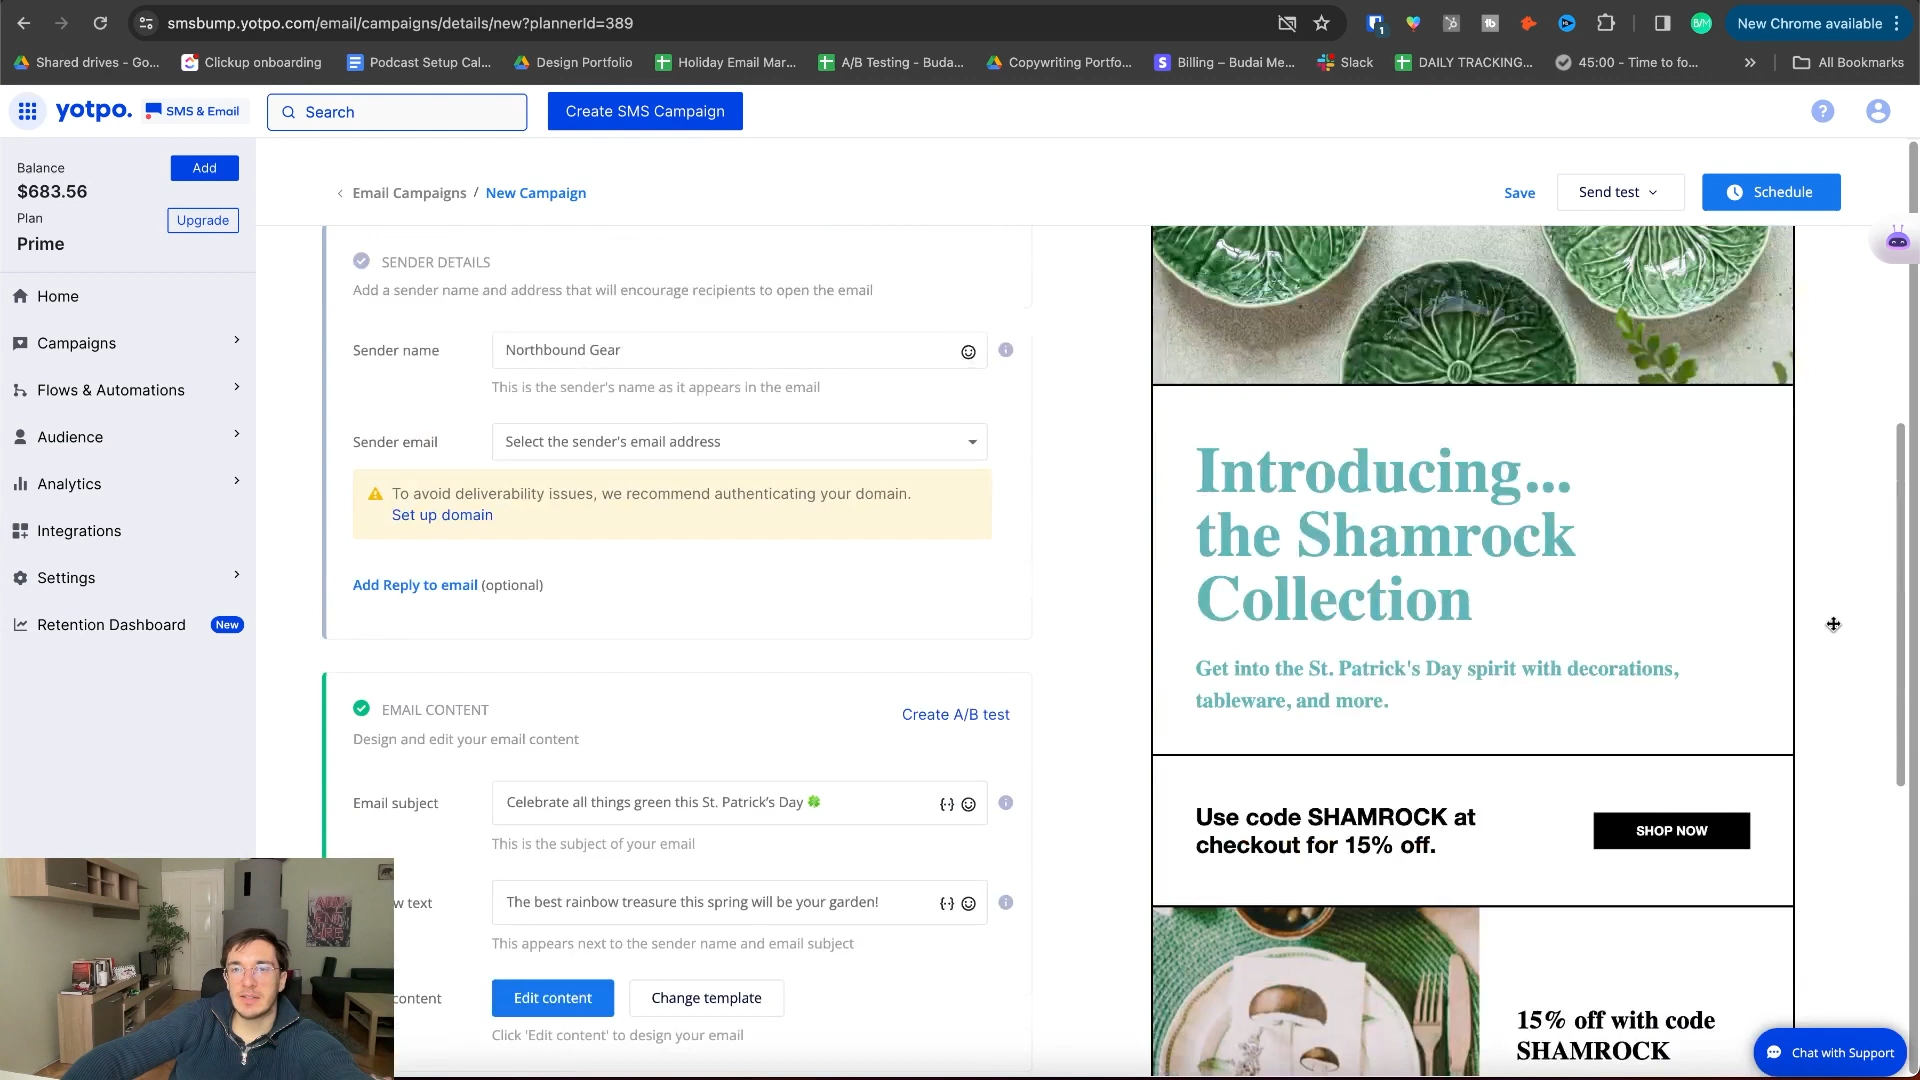 smsbump.yotpo.com/email/campaigns/details/new?plannerId=389
1
B/M
New Chrome available
Shared drives - Go...
Clickup onboarding
Podcast Setup Cal...
Design Portfolio
Holiday Email Mar...
A/B Testing - Buda...
Copywriting Portfo...
Billing – Budai Me...
Slack
DAILY TRACKING...
45:00 - Time to fo...
All Bookmarks
yotpo.
SMS & Email
Search
Create SMS Campaign
Balance
Add
$683.56
Plan
Upgrade
Prime
Home
Campaigns
Flows & Automations
Audience
Analytics
Integrations
Settings
Retention Dashboard
New
Email Campaigns / New Campaign
Save
Send test
Schedule
SENDER DETAILS
Add a sender name and address that will encourage recipients to open the email
Sender name
Northbound Gear
This is the sender's name as it appears in the email
Sender email
Select the sender's email address
To avoid deliverability issues, we recommend authenticating your domain.
Set up domain
Add Reply to email (optional)
EMAIL CONTENT
Create A/B test
Design and edit your email content
Email subject
Celebrate all things green this St. Patrick's Day 🍀
This is the subject of your email
w text
The best rainbow treasure this spring will be your garden!
This appears next to the sender name and email subject
content
Edit content
Change template
Click 'Edit content' to design your email
Introducing...
the Shamrock
Collection
Get into the St. Patrick's Day spirit with decorations,
tableware, and more.
Use code SHAMROCK at
checkout for 15% off.
SHOP NOW
15% off with code
SHAMROCK
Chat with Support